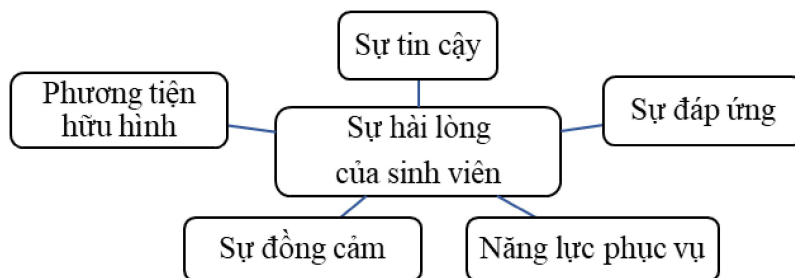 Sự tin cậy
Phương tiện
hữu hình
Sự hài lòng
của sinh viên
Sự đáp ứng
Sự đồng cảm
Năng lực phục vụ